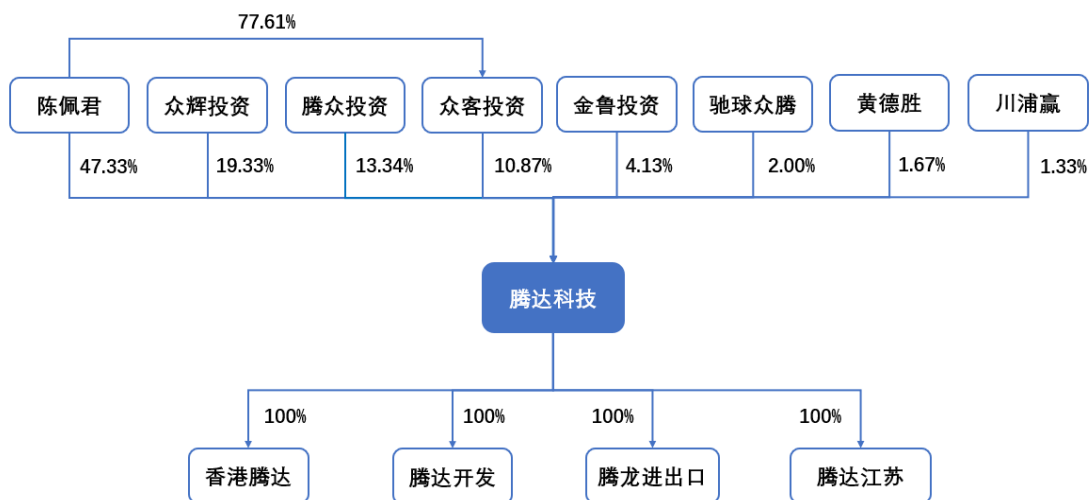 77.61%
陈佩君 众辉投资 腾众投资 众客投资 金鲁投资 驰球众腾 黄德胜 川浦赢
47.33% 19.33% 13.34% 10.87% 4.13% 2.00% 1.67% 1.33%
腾达科技
100% 100% 100% 100%
香港腾达 腾达开发 腾龙进出口 腾达江苏